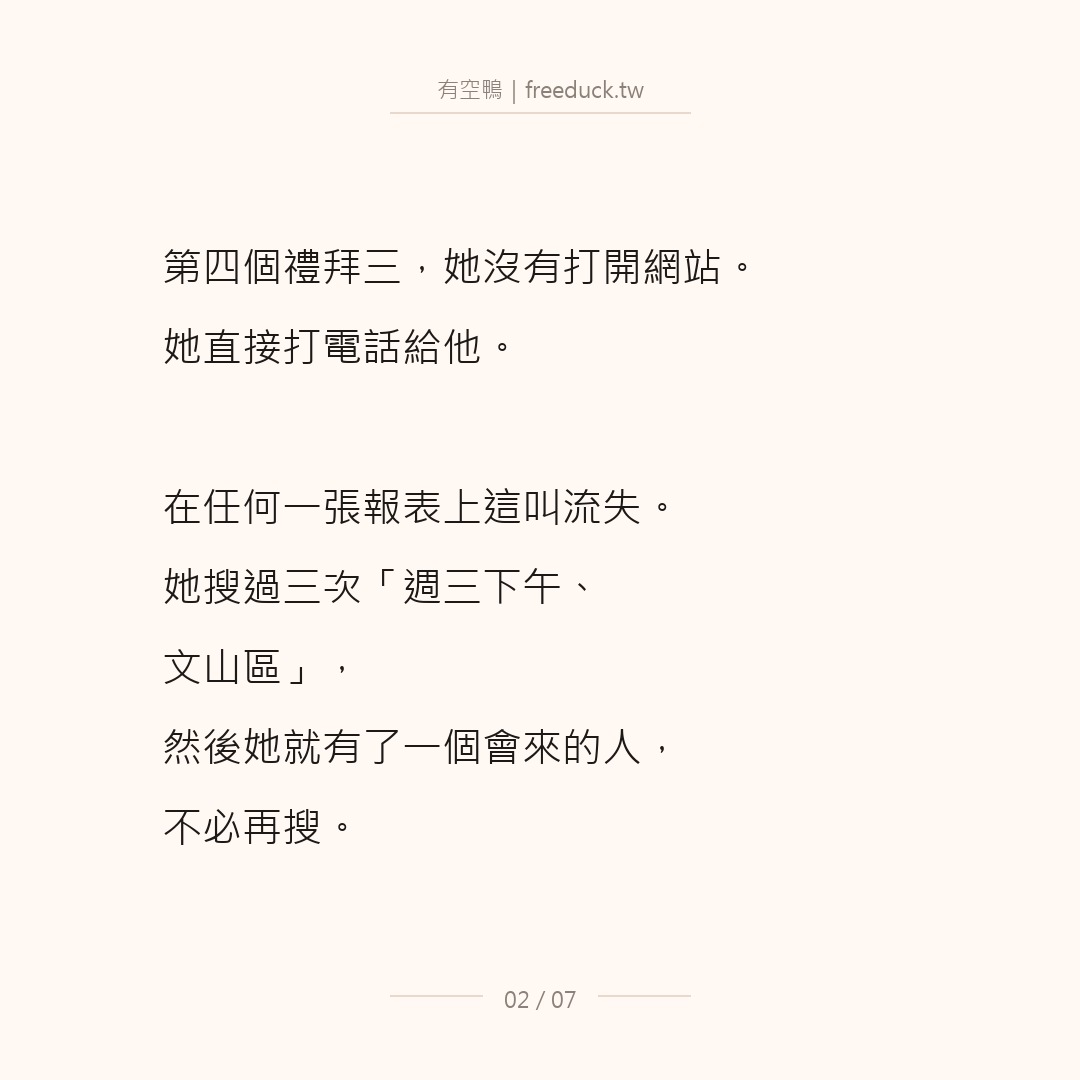 有空鴨 | freeduck.tw
第四個禮拜三，她沒有打開網站。
她直接打電話給他。
在任何一張報表上這叫流失。
她搜過三次「週三下午、
文山區」，
然後她就有了一個會來的人，
不必再搜。
02 / 07